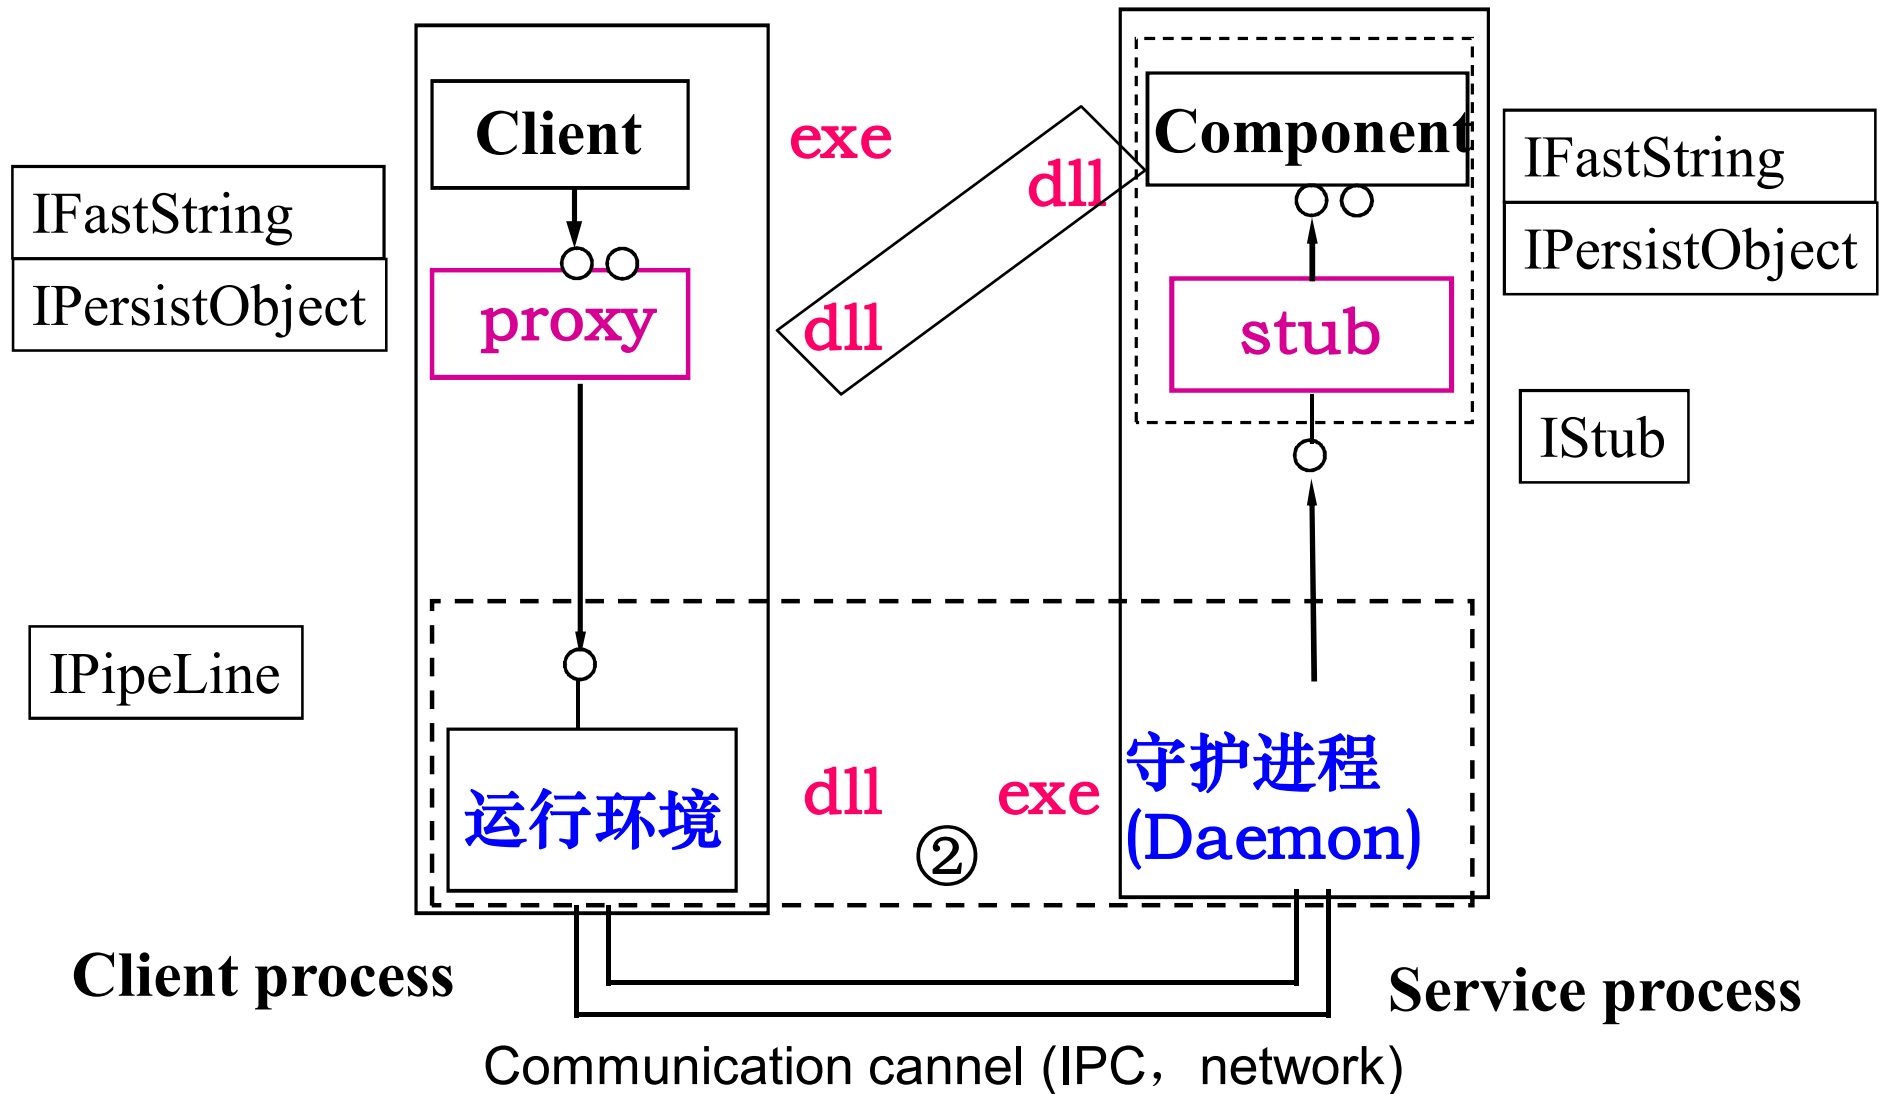 Client
exe
Component
IFastString
dll
IFastString
IPersistObject
IPersistObject
proxy
dll
stub
IStub
IPipeLine
运行环境
dll
exe
守护进程
(Daemon)
②
Client process
Service process
Communication cannel (IPC，network)